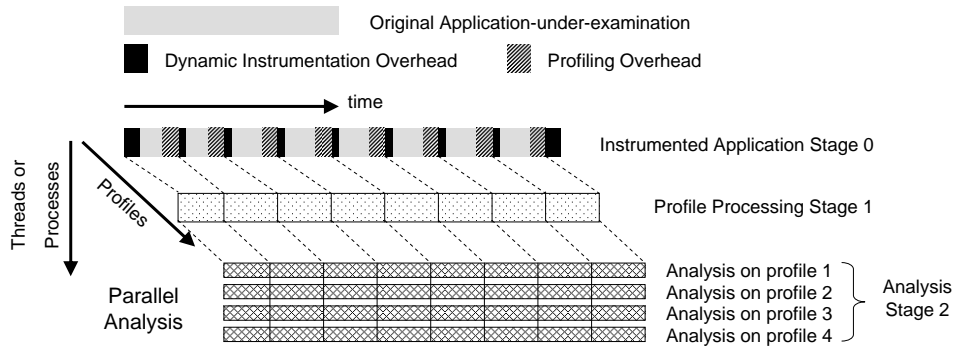 Original Application-under-examination
Dynamic Instrumentation Overhead
Profiling Overhead
time
Instrumented Application Stage 0
Threads or
Processes
Profiles
Profile Processing Stage 1
Parallel
Analysis
Analysis on profile 1
Analysis on profile 2
Analysis on profile 3
Analysis on profile 4
Analysis
Stage 2